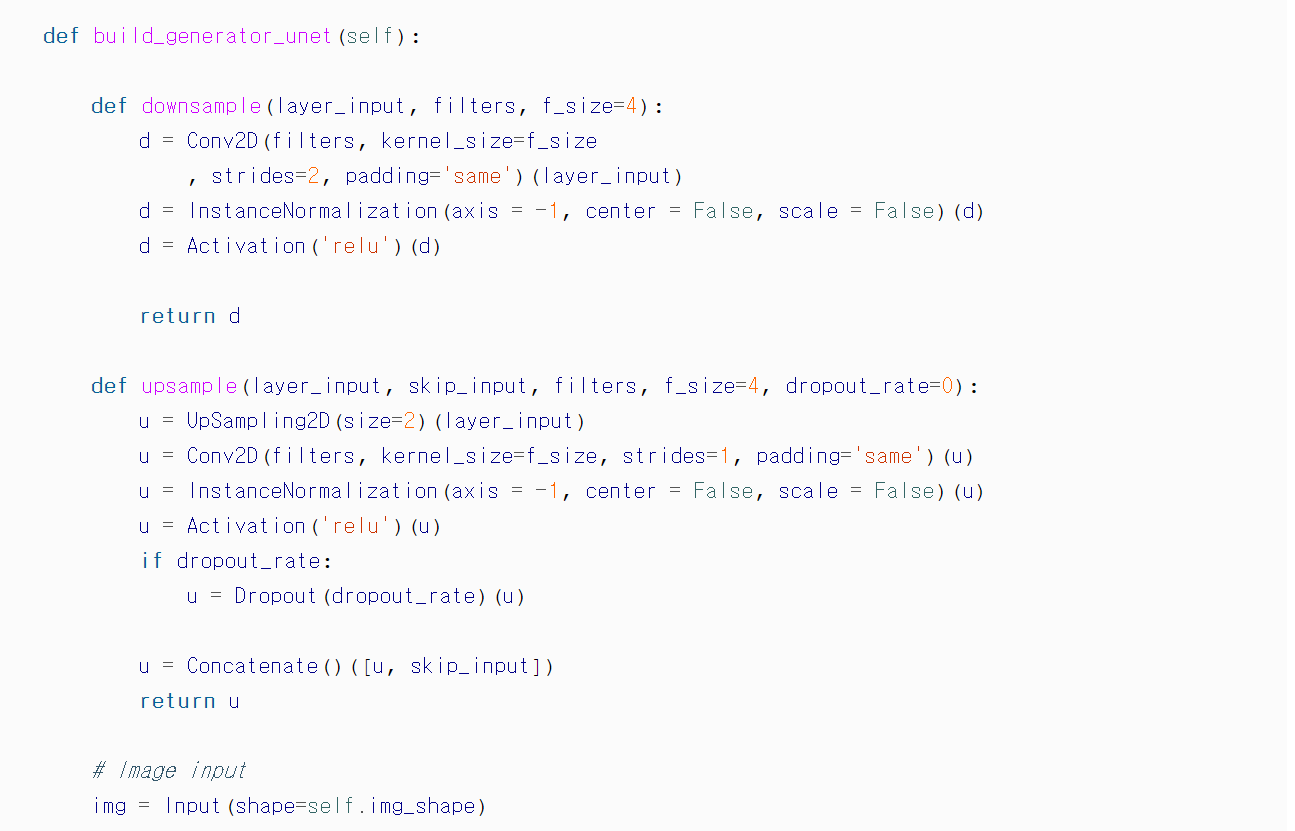 def build_generator_unet(self):
def downsample(layer_input, filters, f_size=4):
d = Conv2D(filters, kernel_size=f_size
, strides=2, padding='same')(layer_input)
d = InstanceNormalization(axis = -1, center = False, scale = False)(d)
d = Activation('relu')(d)
return d
def upsample(layer_input, skip_input, filters, f_size=4, dropout_rate=0):
u = UpSampling2D(size=2)(layer_input)
u = Conv2D(filters, kernel_size=f_size, strides=1, padding='same')(u)
u = InstanceNormalization(axis = -1, center = False, scale = False)(u)
u = Activation('relu')(u)
if dropout_rate:
u = Dropout(dropout_rate)(u)
u = Concatenate()([u, skip_input])
return u
# Image input
img = Input(shape=self.img_shape)